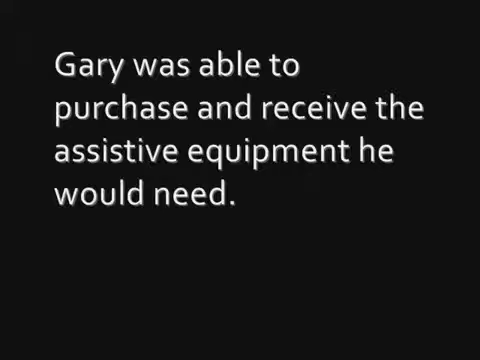 Gary was able to
purchase and receive the
assistive equipment he
would need.